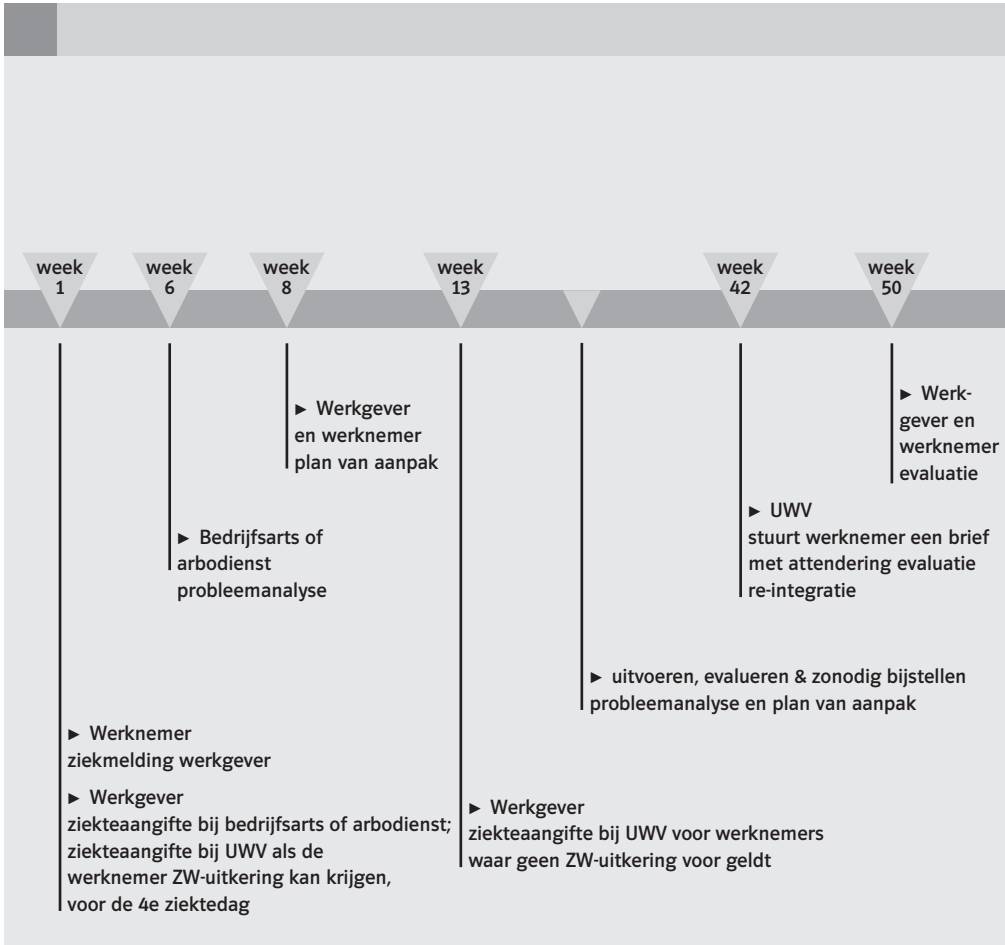 week
1
week
6
week
8
week
13
week
42
week
50
► Werk-
gever en
werknemer
evaluatie
► Werkgever
en werknemer
plan van aanpak
► UWV
stuurt werknemer een brief
met attendering evaluatie
re-integratie
► Bedrijfsarts of
arbodienst
probleemanalyse
► uitvoeren, evalueren & zonodig bijstellen
probleemanalyse en plan van aanpak
► Werknemer
ziekmelding werkgever
► Werkgever
ziekteaangifte bij bedrijfsarts of arbodienst;
ziekteaangifte bij UWV als de
werknemer ZW-uitkering kan krijgen,
voor de 4e ziektedag
► Werkgever
ziekteaangifte bij UWV voor werknemers
waar geen ZW-uitkering voor geldt